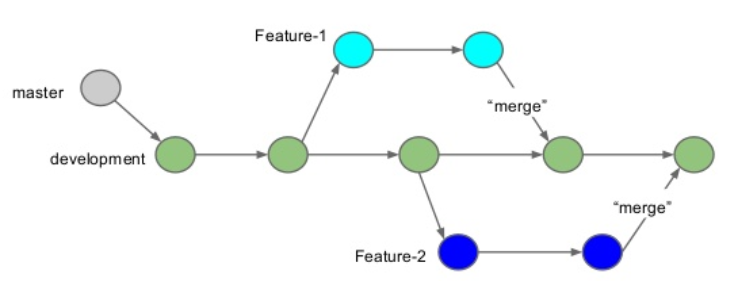 Feature-1
master
“merge”
development
“merge”
Feature-2